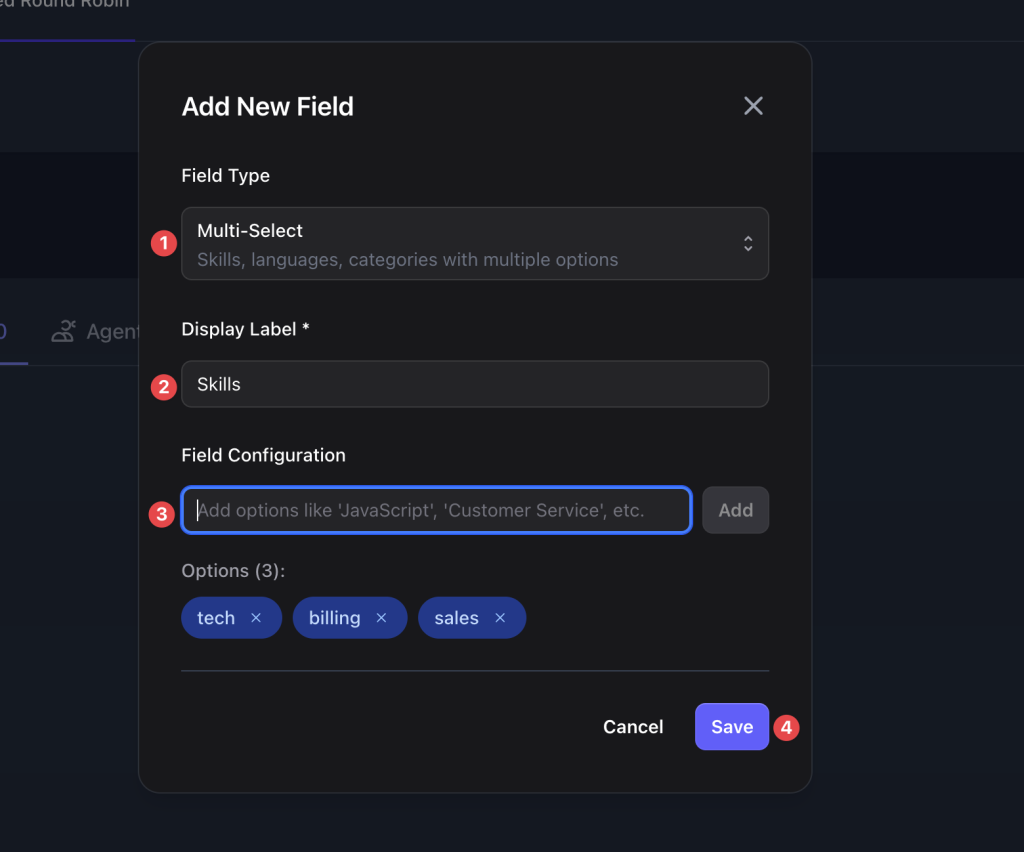 Round Robin
Add New Field
Field Type
1
Multi-Select
Skills, languages, categories with multiple options
0
Agent
Display Label *
2
Skills
Field Configuration
3
Add options like 'JavaScript', 'Customer Service', etc.
Add
Options (3):
tech ×
billing ×
sales ×
Cancel
Save
4